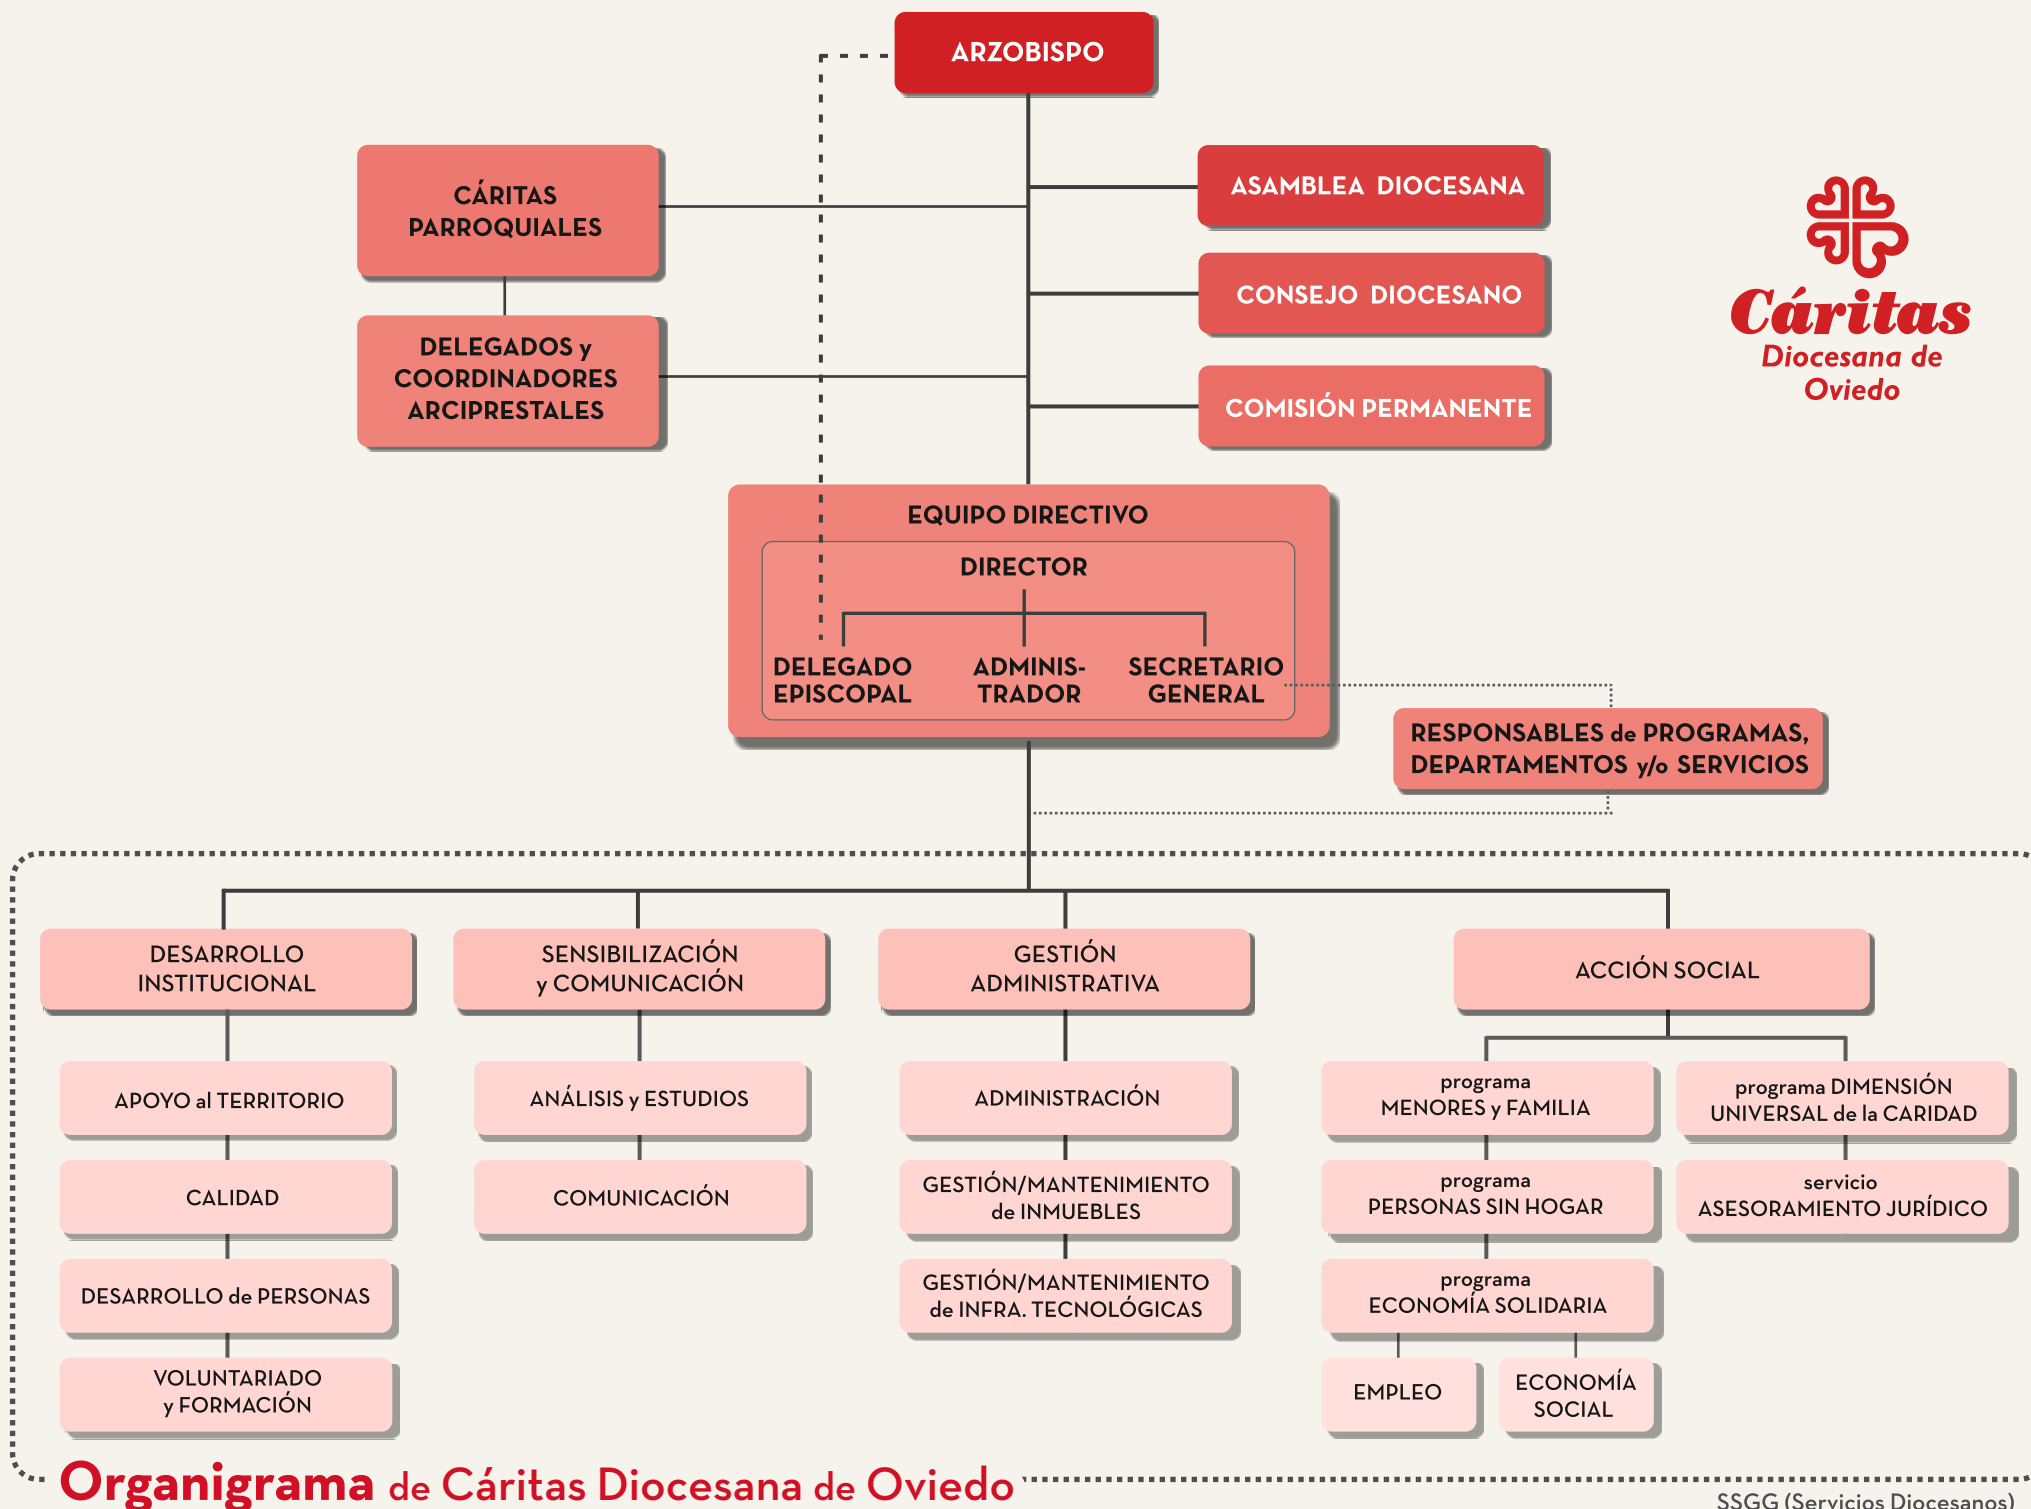 ARZOBISPO
CÁRITAS
PARROQUIALES
ASAMBLEA DIOCESANA
CONSEJO DIOCESANO
Cáritas
Diocesana de
Oviedo
DELEGADOS y
COORDINADORES
ARCIPRESTALES
COMISIÓN PERMANENTE
EQUIPO DIRECTIVO
DIRECTOR
DELEGADO
EPISCOPAL
ADMINIS-
TRADOR
SECRETARIO
GENERAL
RESPONSABLES de PROGRAMAS,
DEPARTAMENTOS y/o SERVICIOS
DESARROLLO
INSTITUCIONAL
SENSIBILIZACIÓN
y COMUNICACIÓN
GESTIÓN
ADMINISTRATIVA
ACCIÓN SOCIAL
APOYO al TERRITORIO
CALIDAD
DESARROLLO de PERSONAS
VOLUNTARIADO
y FORMACIÓN
ANÁLISIS y ESTUDIOS
COMUNICACIÓN
ADMINISTRACIÓN
GESTIÓN/MANTENIMIENTO
de INMUEBLES
GESTIÓN/MANTENIMIENTO
de INFRA. TECNOLÓGICAS
programa
MENORES y FAMILIA
programa
PERSONAS SIN HOGAR
programa
ECONOMÍA SOLIDARIA
EMPLEO
ECONOMÍA
SOCIAL
programa DIMENSIÓN
UNIVERSAL de la CARIDAD
servicio
ASESORAMIENTO JURÍDICO
Organigrama de Cáritas Diocesana de Oviedo
SSGG (Servicios Diocesanos)